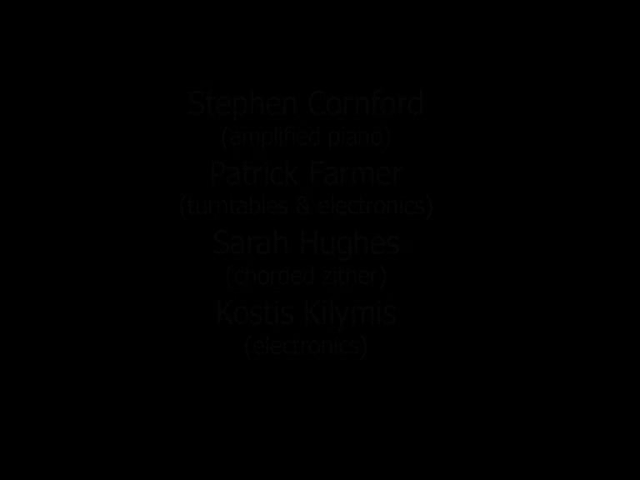 Stephen Cornford
(amplified piano)
Patrick Farmer
(turntables & electronics)
Sarah Hughes
(chorded zither)
Kostis Kilymis
(electronics)